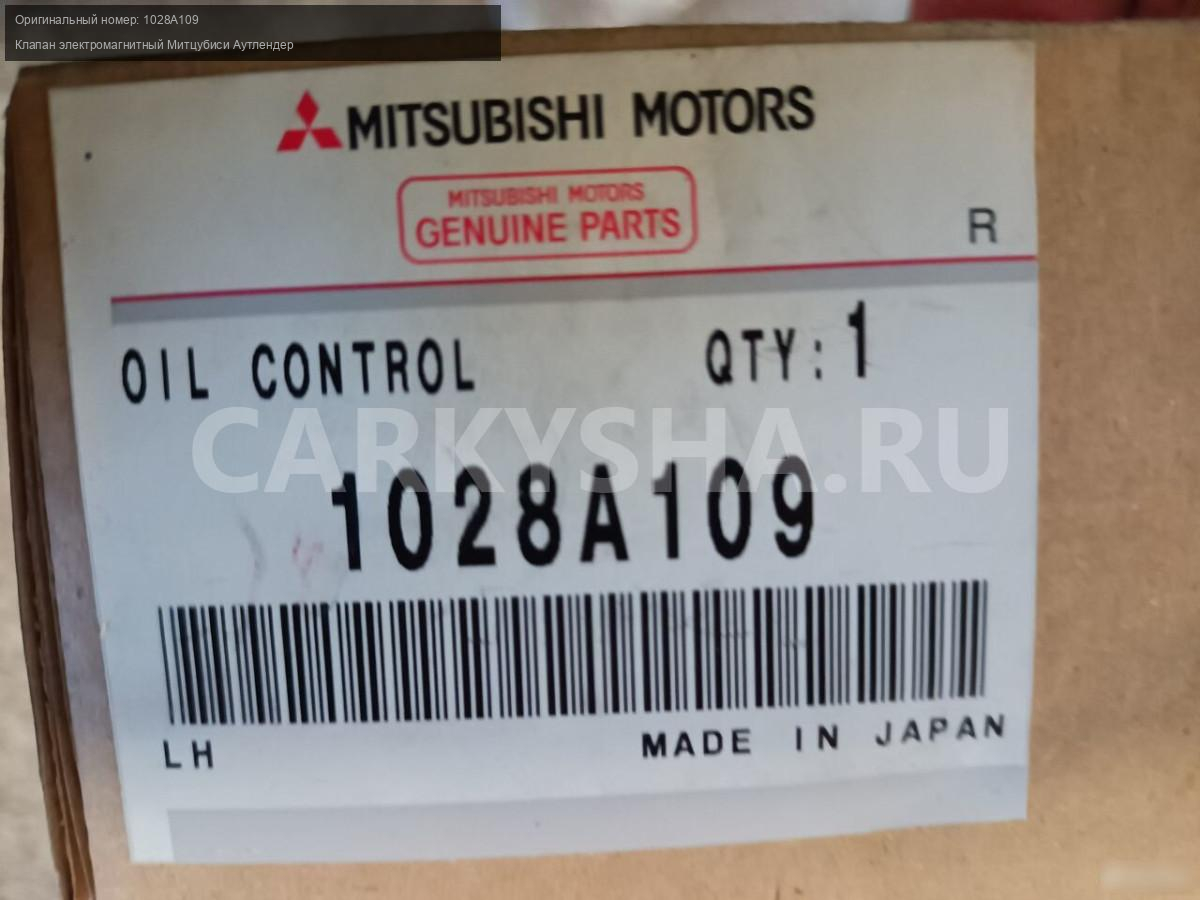 Оригинальный номер: 1028A109
Клапан электромагнитный Митцубиси Аутлендер
MITSUBISHI MOTORS
MITSUBISHI MOTORS
GENUINE PARTS
R
OIL CONTROL QTY: 1
CARKYSHA.RU
1028A109
LH MADE IN JAPAN